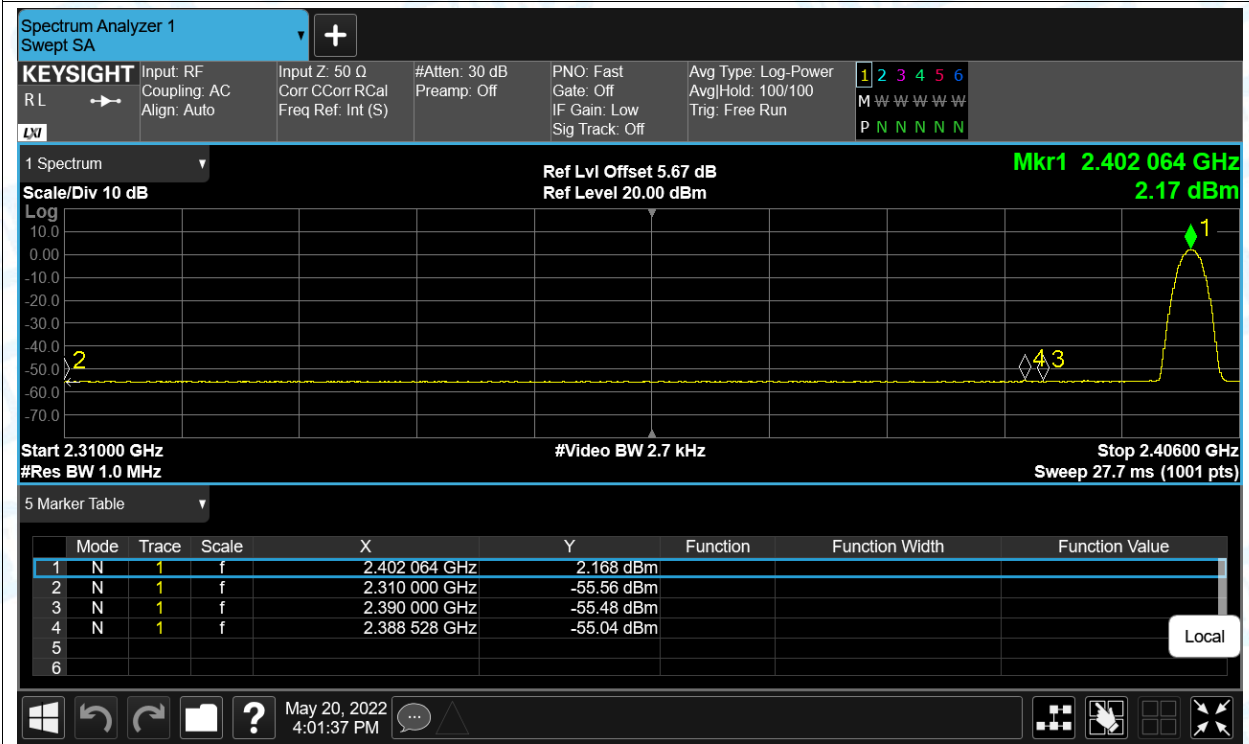 Spectrum Analyzer 1
Swept SA
+
KEYSIGHT
R L
LXI
Input: RF
Coupling: AC
Align: Auto
Input Z: 50 Ω
Corr CCorr RCal
Freq Ref: Int (S)
#Atten: 30 dB
Preamp: Off
PNO: Fast
Gate: Off
IF Gain: Low
Sig Track: Off
Avg Type: Log-Power
Avg|Hold: 100/100
Trig: Free Run
1 2 3 4 5 6
M W W W W W
P N N N N N
1 Spectrum
Scale/Div 10 dB
Ref Lvl Offset 5.67 dB
Ref Level 20.00 dBm
Mkr1 2.402 064 GHz
2.17 dBm
Log
10.0
0.00
-10.0
-20.0
-30.0
-40.0
-50.0
-60.0
-70.0
1
2
4 3
Start 2.31000 GHz
#Res BW 1.0 MHz
#Video BW 2.7 kHz
Stop 2.40600 GHz
Sweep 27.7 ms (1001 pts)
5 Marker Table
Mode Trace Scale X Y Function Function Width Function Value
1 N 1 f 2.402 064 GHz 2.168 dBm
2 N 1 f 2.310 000 GHz -55.56 dBm
3 N 1 f 2.390 000 GHz -55.48 dBm
4 N 1 f 2.388 528 GHz -55.04 dBm
5
6
Local
?
May 20, 2022
4:01:37 PM